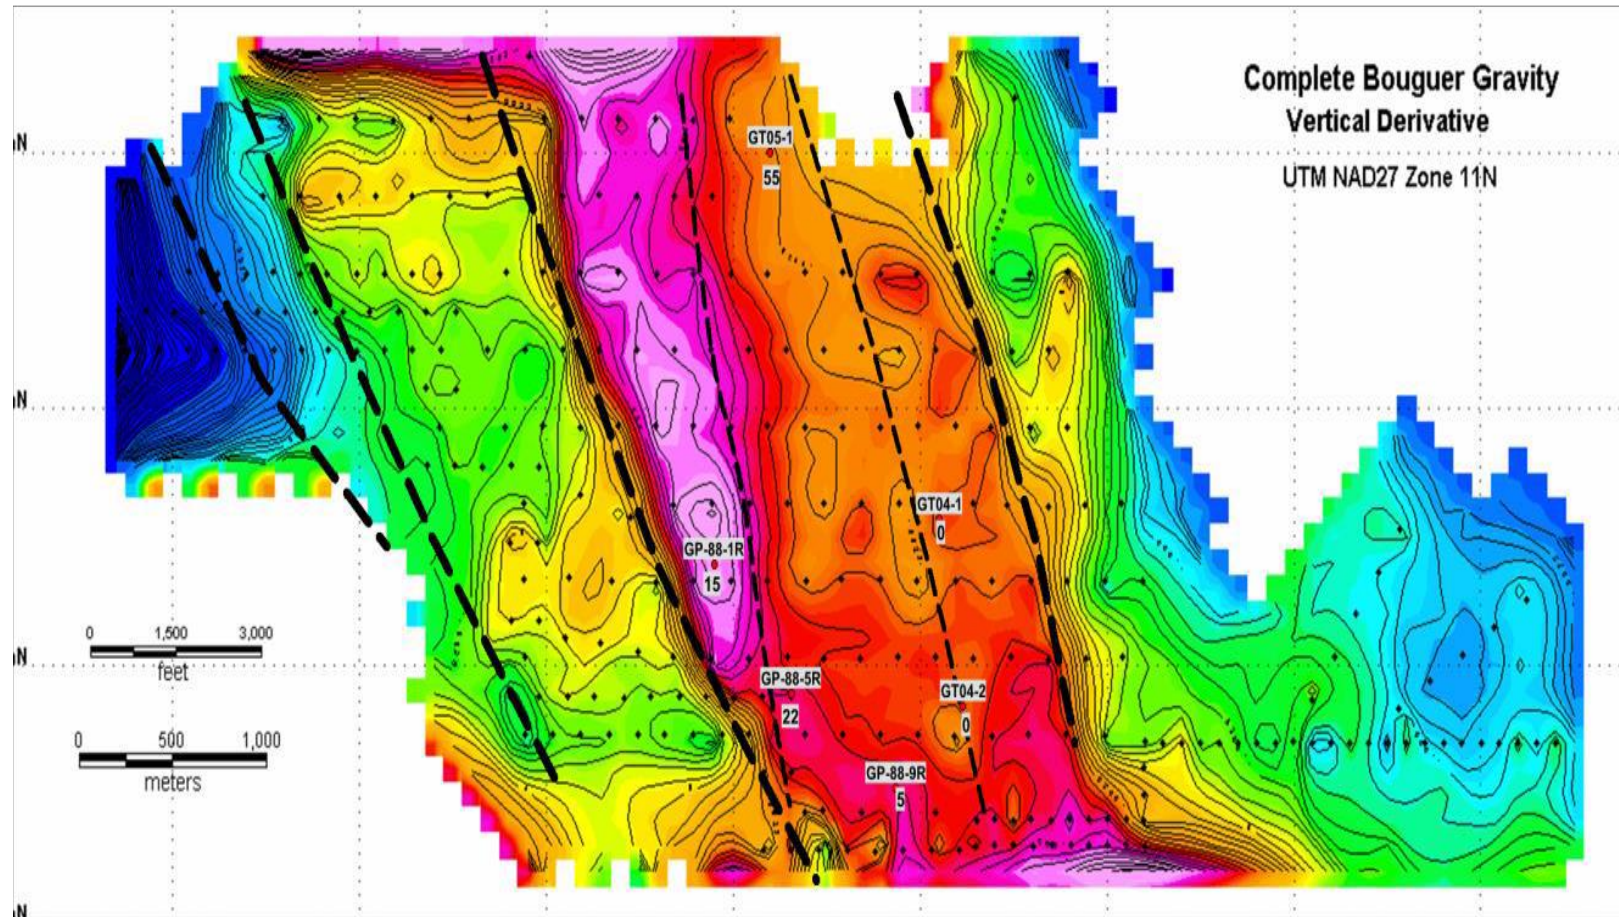 Complete Bouguer Gravity
Vertical Derivative
UTM NAD27 Zone 11N
N
GT05-1
55
N
GT04-1
0
GP-88-1R
15
0 1,500 3,000
feet
N
GP-88-5R
22
GT04-2
0
0 500 1,000
meters
GP-88-9R
5
N